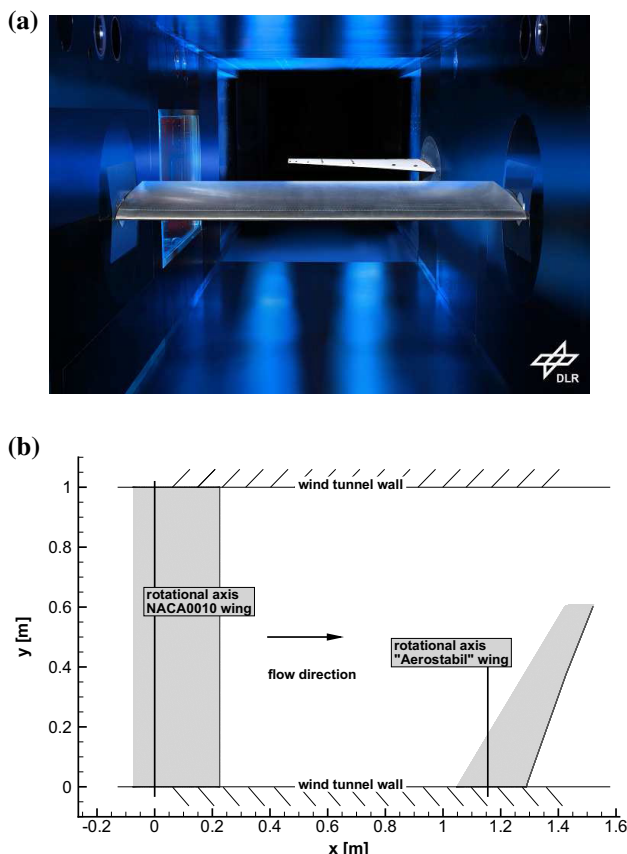 (a)
DLR
(b)
wind tunnel wall
1
0.8
rotational axis
NACA0010 wing
0.6
y [m]
rotational axis
"Aerostabil" wing
0.4
flow direction
0.2
wind tunnel wall
0
-0.2 0 0.2 0.4 0.6 0.8 1 1.2 1.4 1.6
x [m]